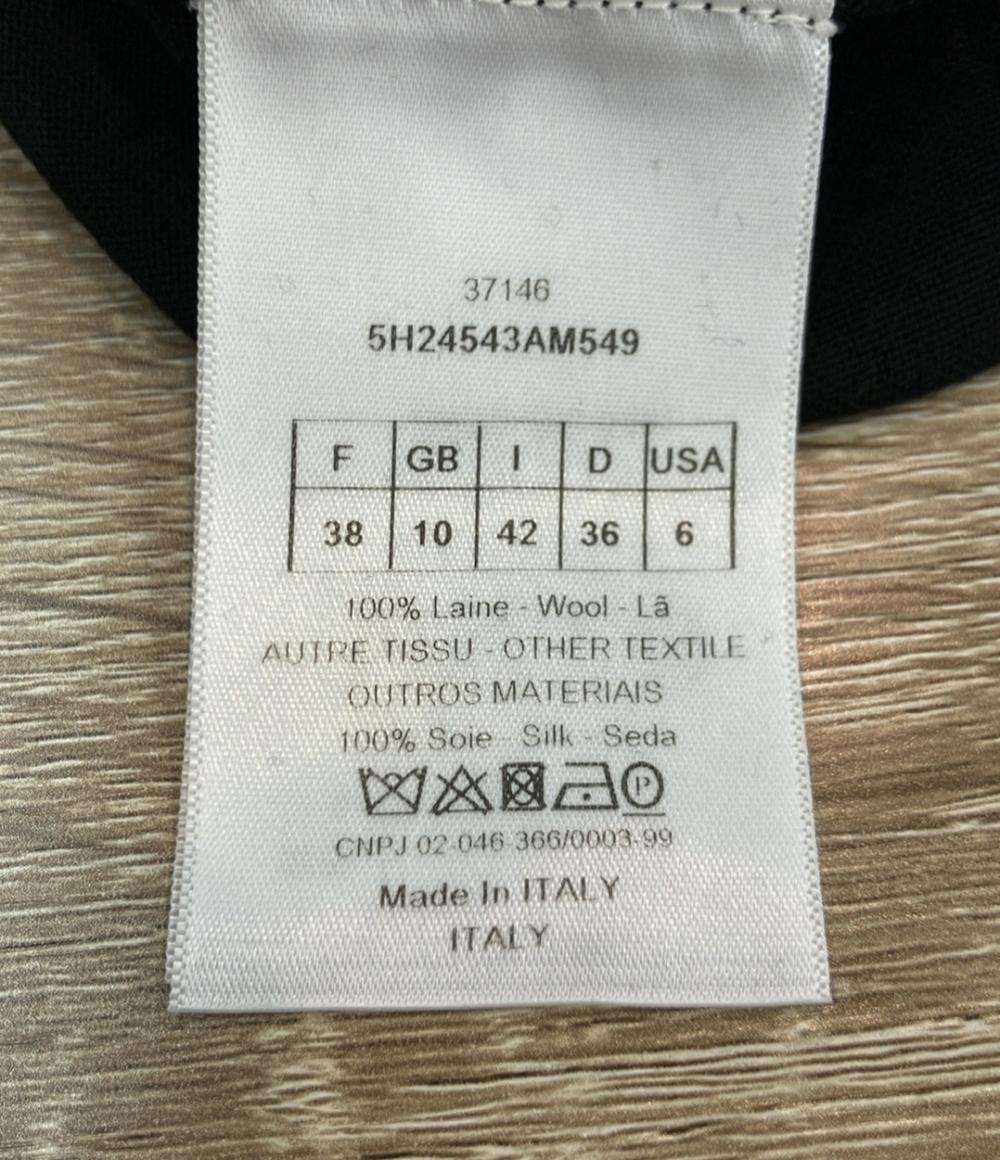 37146
5H24543AM549
F GB I D USA
38 10 42 36 6
100% Laine - Wool - Lã
AUTRE TISSU - OTHER TEXTILE
OUTROS MATERIAIS
100% Soie - Silk - Seda
P
CNPJ 02-046 366/0003-99
Made In ITALY
ITALY